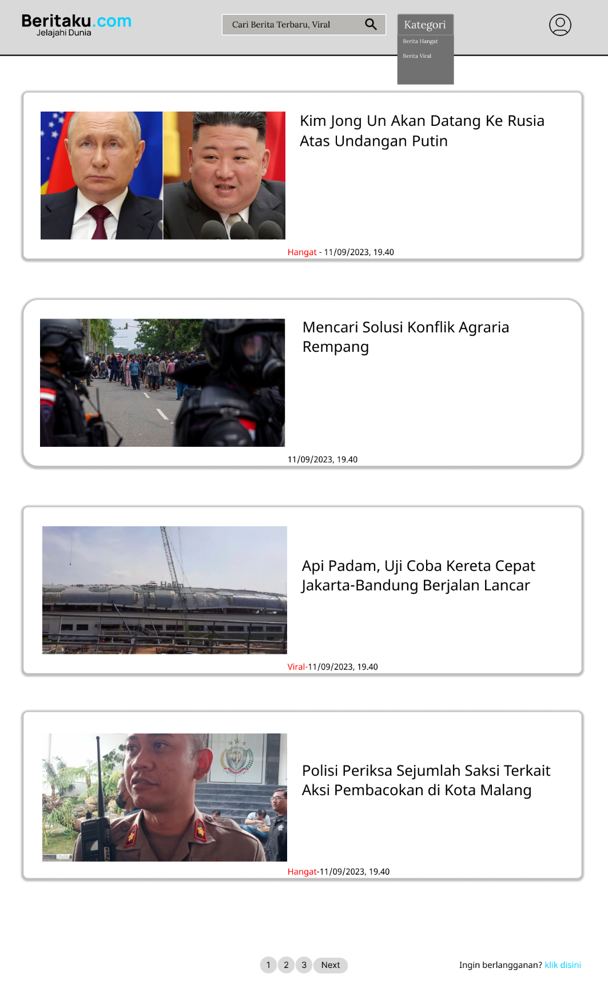 Beritaku.com
Jelajahi Dunia
Cari Berita Terbaru, Viral
Kategori
Berita Hangat
Berita Viral
Kim Jong Un Akan Datang Ke Rusia
Atas Undangan Putin
Hangat - 11/09/2023, 19.40
Mencari Solusi Konflik Agraria
Rempang
11/09/2023, 19.40
Halim
Api Padam, Uji Coba Kereta Cepat
Jakarta-Bandung Berjalan Lancar
Viral-11/09/2023, 19.40
Polisi Periksa Sejumlah Saksi Terkait
Aksi Pembacokan di Kota Malang
Hangat-11/09/2023, 19.40
1 2 3 Next
Ingin berlangganan? klik disini